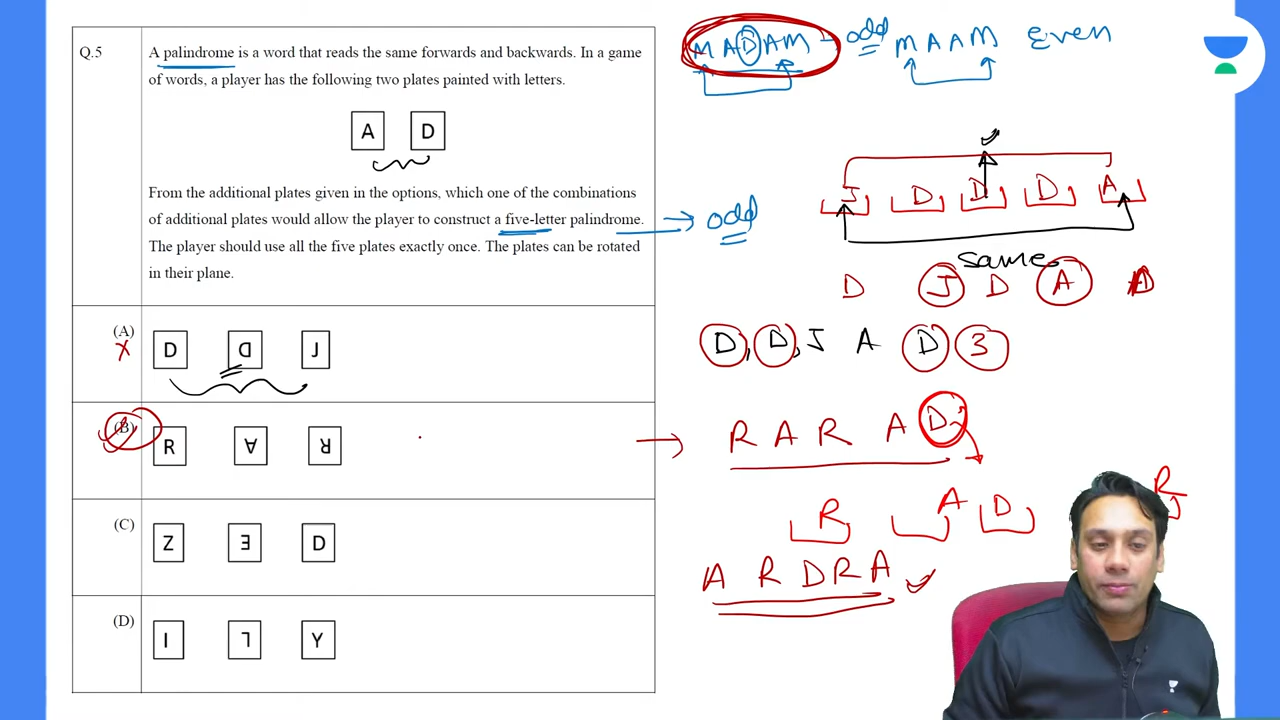 Q.5
A palindrome is a word that reads the same forwards and backwards. In a game
of words, a player has the following two plates painted with letters.
A D
From the additional plates given in the options, which one of the combinations
of additional plates would allow the player to construct a five-letter palindrome.
The player should use all the five plates exactly once. The plates can be rotated
in their plane.
(A) D D J
X
(B) R A R
(C) Z E D
(D) I L Y
MADAM - odd MAAM even
→ odd
J D D D A
same
D J D A D
D, D, J A D 3
→ R A R A D
R A D R
A R D R A